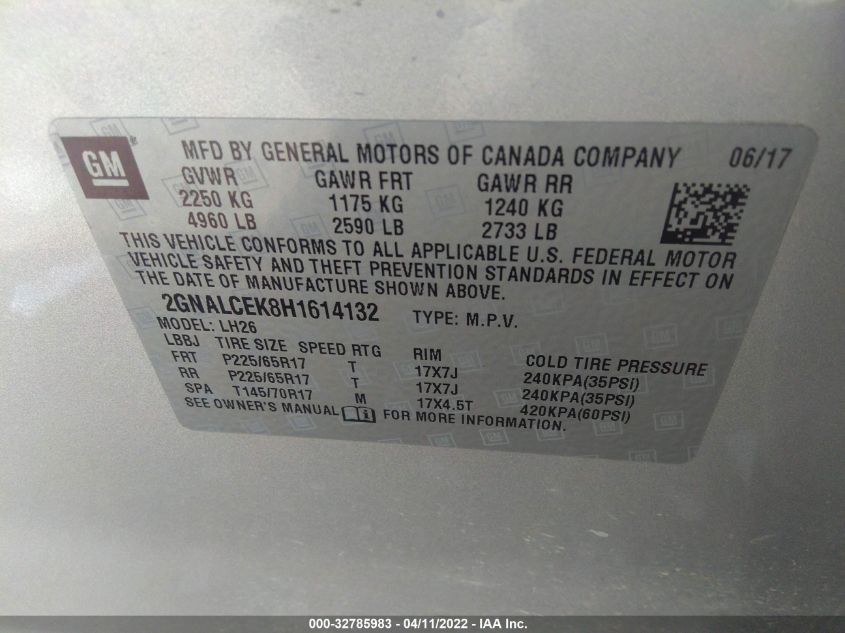 GM MFD BY GENERAL MOTORS OF CANADA COMPANY 06/17
GVWR GAWR FRT GAWR RR
2250 KG 1175 KG 1240 KG
4960 LB 2590 LB 2733 LB
THIS VEHICLE CONFORMS TO ALL APPLICABLE U.S. FEDERAL MOTOR
VEHICLE SAFETY AND THEFT PREVENTION STANDARDS IN EFFECT ON
THE DATE OF MANUFACTURE SHOWN ABOVE.
2GNALCEK8H1614132 TYPE: M.P.V.
MODEL: LH26
LBBJ TIRE SIZE SPEED RTG RIM COLD TIRE PRESSURE
FRT P225/65R17 T 17X7J 240KPA(35PSI)
RR P225/65R17 T 17X7J 240KPA(35PSI)
SPA T145/70R17 M 17X4.5T 420KPA(60PSI)
SEE OWNER'S MANUAL FOR MORE INFORMATION.
000-32785983 - 04/11/2022 - IAA Inc.